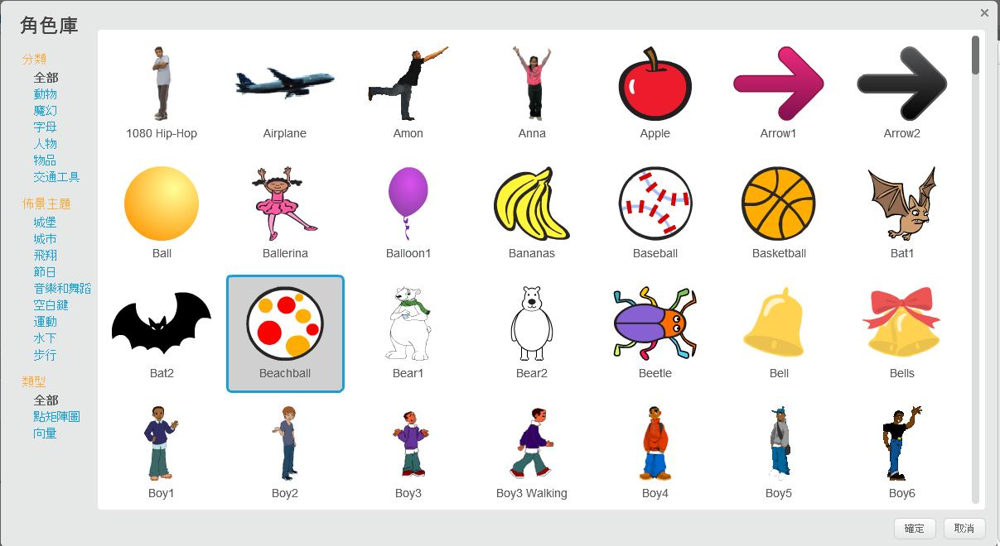 角色庫
×
分類
全部
動物
魔幻
字母
人物
物品
交通工具
佈景主題
城堡
城市
飛翔
節日
音樂和舞蹈
空白鍵
運動
水下
步行
類型
全部
點矩陣圖
向量
1080 Hip-Hop Airplane Amon Anna Apple Arrow1 Arrow2
Ball Ballerina Balloon1 Bananas Baseball Basketball Bat1
Bat2 Beachball Bear1 Bear2 Beetle Bell Bells
Boy1 Boy2 Boy3 Boy3 Walking Boy4 Boy5 Boy6
確定 取消